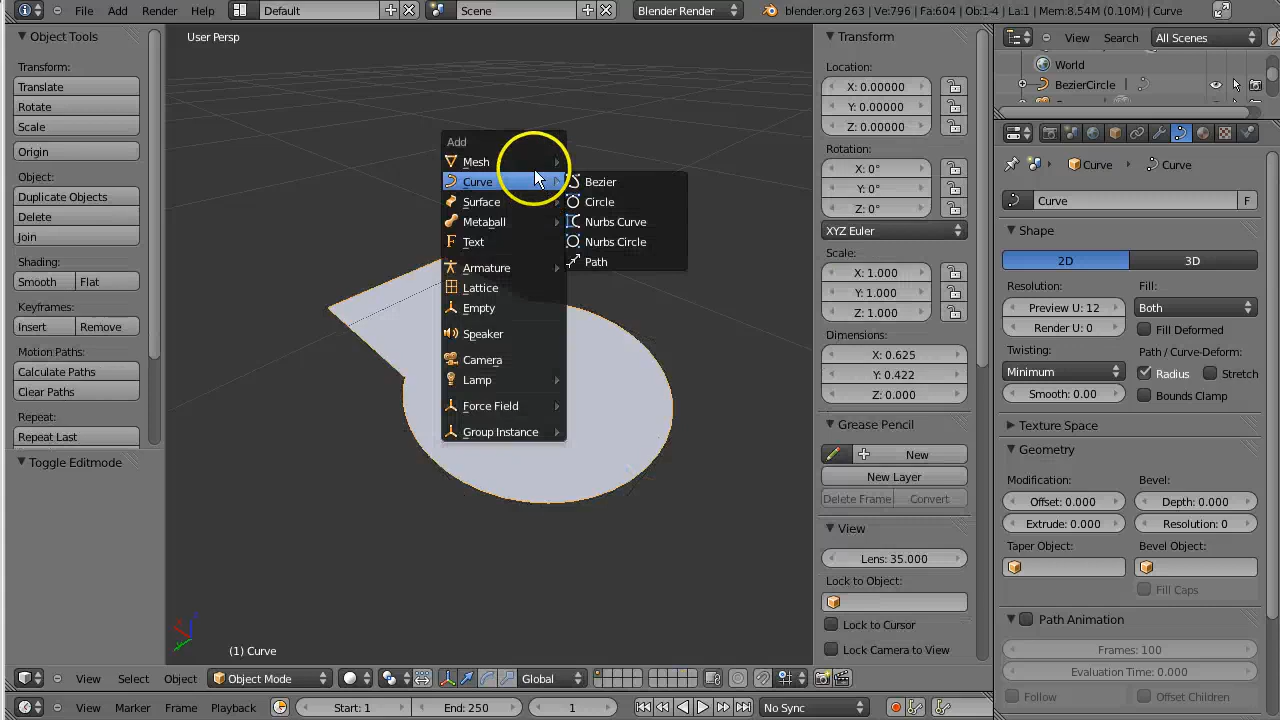 File Add Render Help Default Scene Blender Render blender.org 263 | Ve:796 | Fa:604 | Ob:1-4 | La:1 | Mem:8.54M (0.10M) | Curve
Object Tools
Transform:
Translate
Rotate
Scale
Origin
Object:
Duplicate Objects
Delete
Join
Shading:
Smooth Flat
Keyframes:
Insert Remove
Motion Paths:
Calculate Paths
Clear Paths
Repeat:
Repeat Last
Toggle Editmode
User Persp
Add
Mesh
Curve
Surface
Metaball
Text
Armature
Lattice
Empty
Speaker
Camera
Lamp
Force Field
Group Instance
Bezier
Circle
Nurbs Curve
Nurbs Circle
Path
(1) Curve
View Select Object Object Mode Global
View Marker Frame Playback Start: 1 End: 250 1 No Sync
Transform
Location:
X: 0.00000
Y: 0.00000
Z: 0.00000
Rotation:
X: 0°
Y: 0°
Z: 0°
XYZ Euler
Scale:
X: 1.000
Y: 1.000
Z: 1.000
Dimensions:
X: 0.625
Y: 0.422
Z: 0.000
Grease Pencil
New
New Layer
Delete Frame Convert
View
Lens: 35.000
Lock to Object:
Lock to Cursor
Lock Camera to View
View Search All Scenes
World
BezierCircle
Curve Curve
Curve F
Shape
2D 3D
Resolution: Fill:
Preview U: 12 Both
Render U: 0 Fill Deformed
Twisting: Path / Curve-Deform:
Minimum Radius Stretch
Smooth: 0.00 Bounds Clamp
Texture Space
Geometry
Modification: Bevel:
Offset: 0.000 Depth: 0.000
Extrude: 0.000 Resolution: 0
Taper Object: Bevel Object:
Fill Caps
Path Animation
Frames: 100
Evaluation Time: 0.000
Follow Offset Children